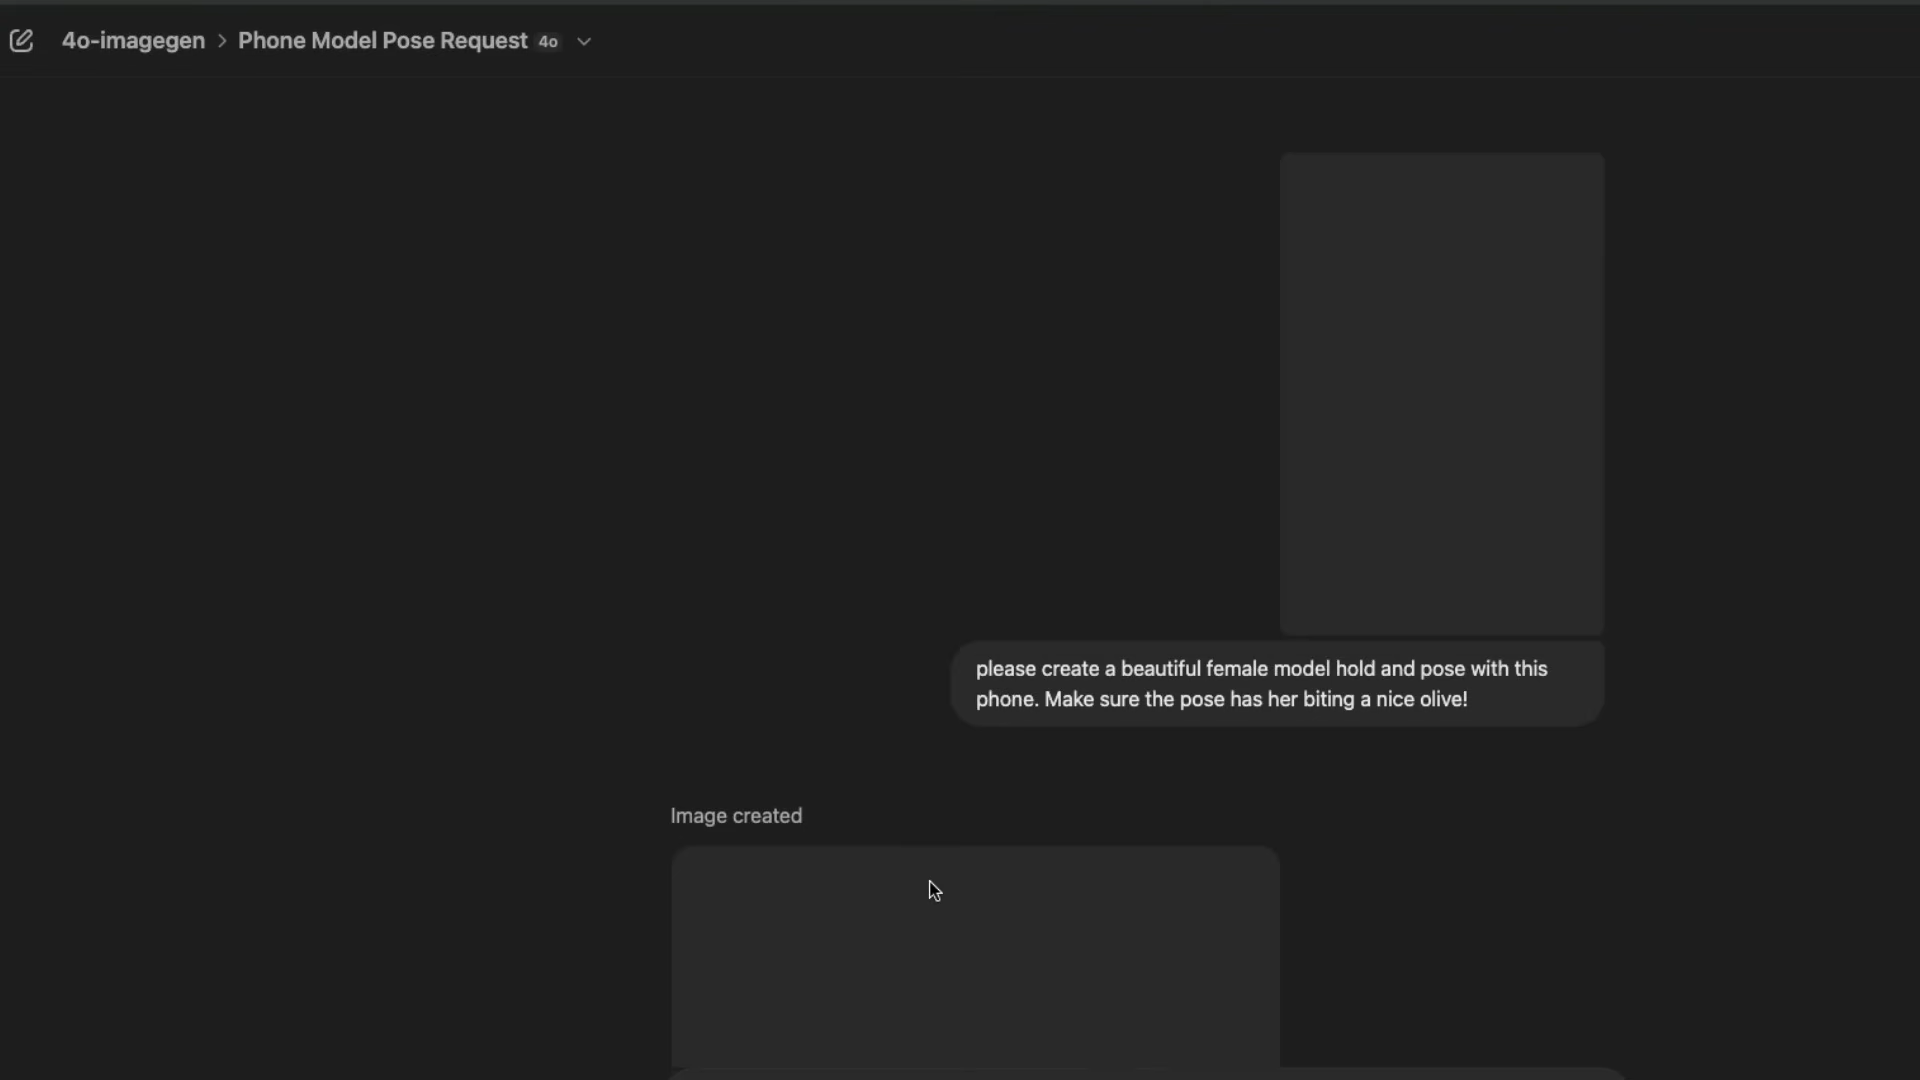 4o-imagegen > Phone Model Pose Request 4o
please create a beautiful female model hold and pose with this
phone. Make sure the pose has her biting a nice olive!
Image created